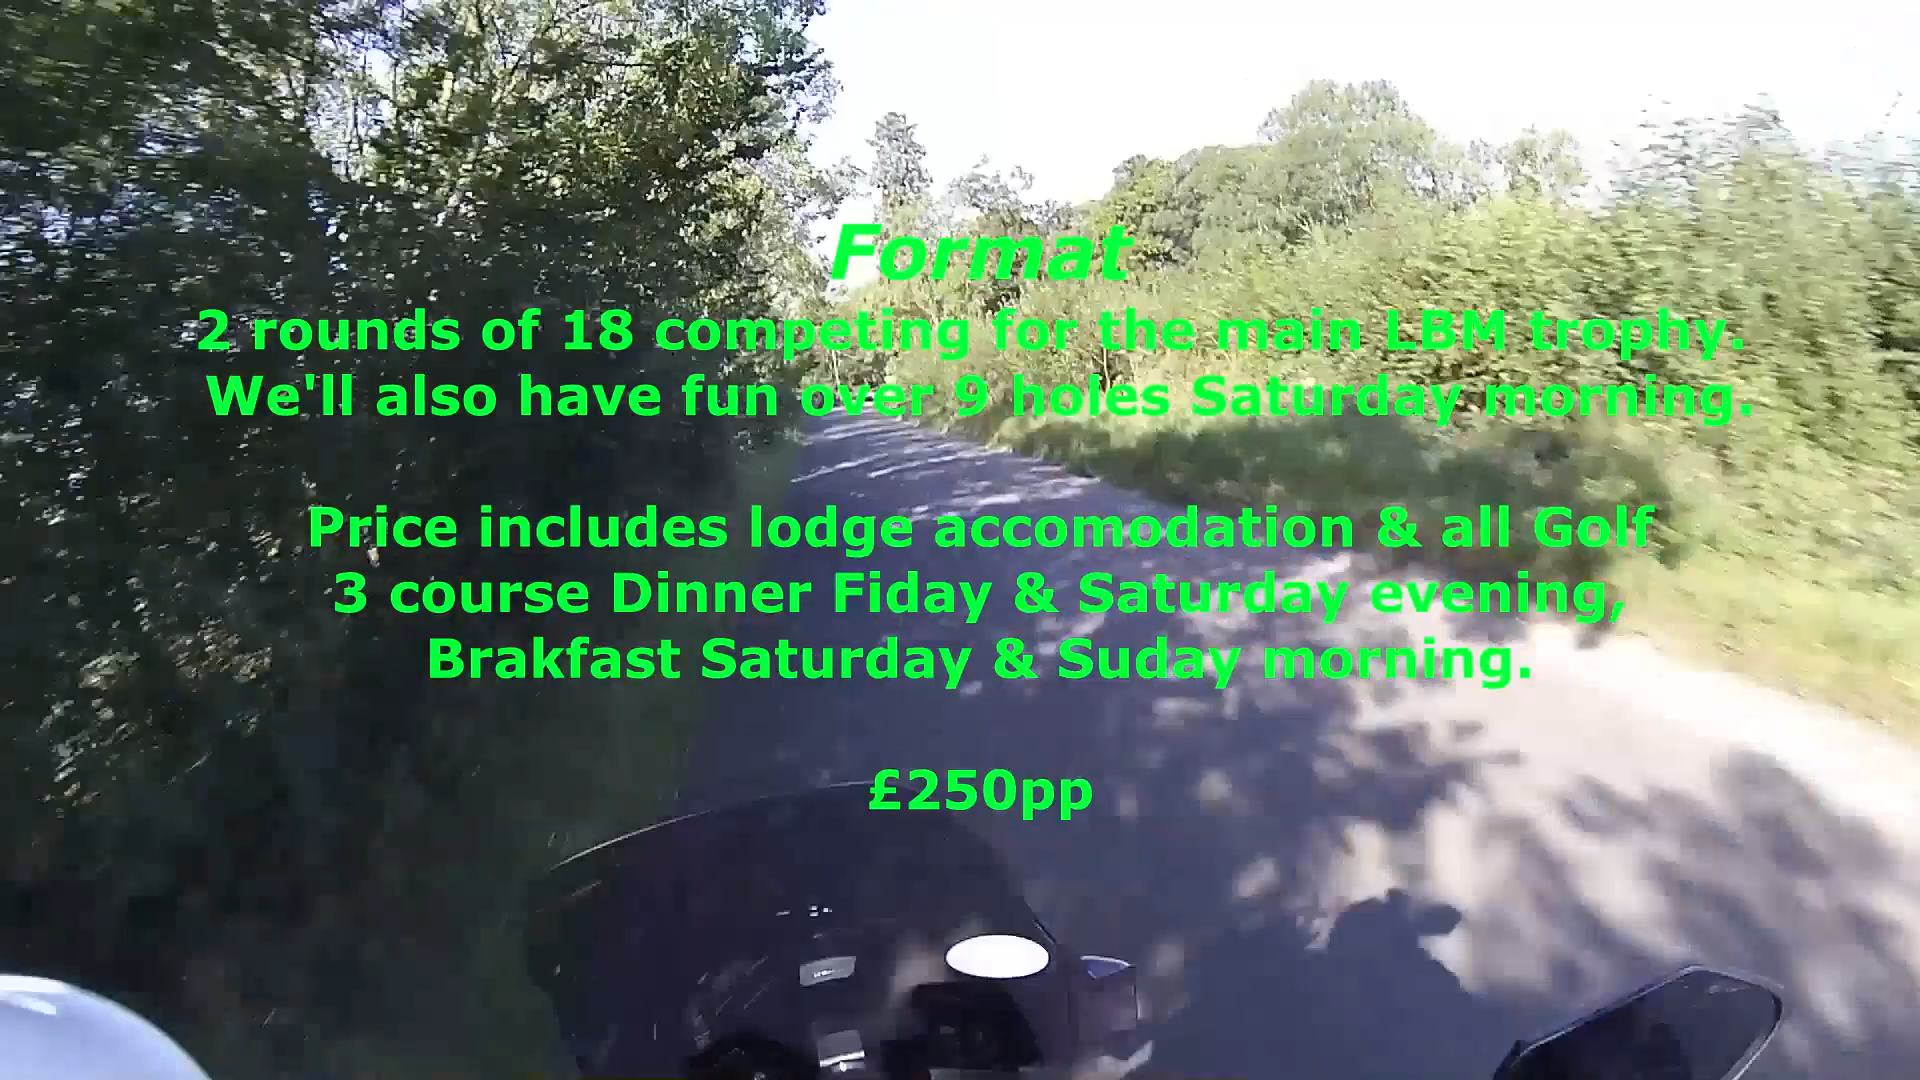 Format
2 rounds of 18 competing for the main LBM trophy.
We'll also have fun over 9 holes Saturday morning.
Price includes lodge accomodation & all Golf
3 course Dinner Fiday & Saturday evening,
Brakfast Saturday & Suday morning.
£250pp